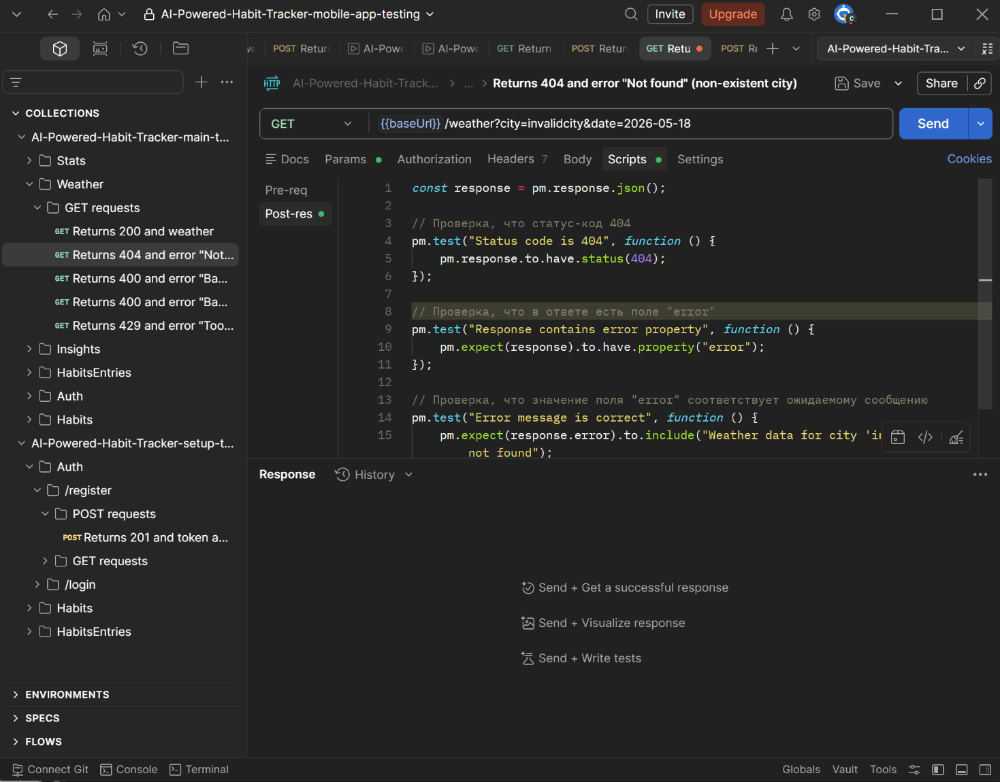 AI-Powered-Habit-Tracker-mobile-app-testing
Invite
Upgrade
POST Retur
AI-Powe
AI-Powe
GET Return
POST Retur
GET Retu
POST Re
AI-Powered-Habit-Tra...
AI-Powered-Habit-Track... > ... > Returns 404 and error "Not found" (non-existent city)
Save
Share
COLLECTIONS
AI-Powered-Habit-Tracker-main-t...
Stats
Weather
GET requests
GET Returns 200 and weather
GET Returns 404 and error "Not...
GET Returns 400 and error "Ba...
GET Returns 400 and error "Ba...
GET Returns 429 and error "Too...
Insights
HabitsEntries
Auth
Habits
AI-Powered-Habit-Tracker-setup-t...
Auth
/register
POST requests
POST Returns 201 and token a...
GET requests
/login
Habits
HabitsEntries
ENVIRONMENTS
SPECS
FLOWS
GET
{{baseUrl}} /weather?city=invalidcity&date=2026-05-18
Send
Docs
Params
Authorization
Headers 7
Body
Scripts
Settings
Cookies
Pre-req
Post-res
1 const response = pm.response.json();
2
3 // Проверка, что статус-код 404
4 pm.test("Status code is 404", function () {
5 pm.response.to.have.status(404);
6 });
7
8 // Проверка, что в ответе есть поле "error"
9 pm.test("Response contains error property", function () {
10 pm.expect(response).to.have.property("error");
11 });
12
13 // Проверка, что значение поля "error" соответствует ожидаемому сообщению
14 pm.test("Error message is correct", function () {
15 pm.expect(response.error).to.include("Weather data for city 'in
not found");
Response
History
Send + Get a successful response
Send + Visualize response
Send + Write tests
Connect Git
Console
Terminal
Globals
Vault
Tools